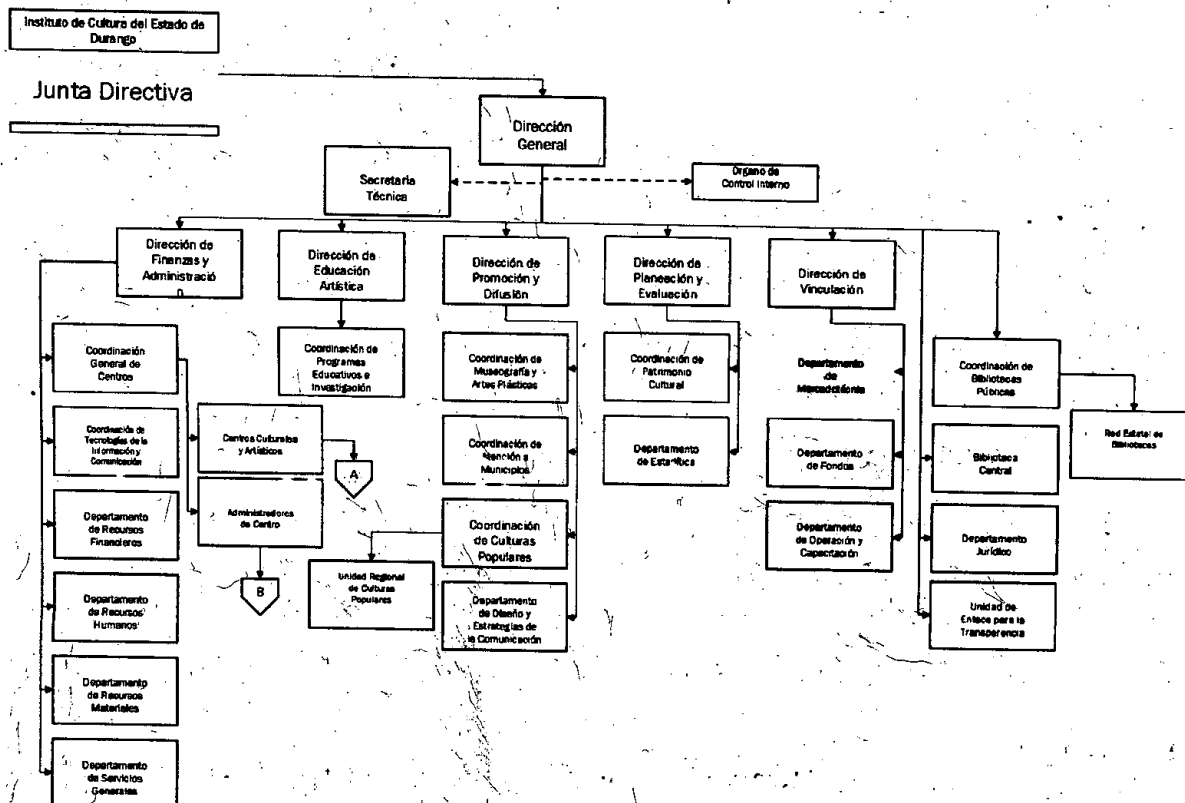 Instituto de Cultura del Estado de
Durango
Junta Directiva
Dirección
General
Secretaría
Técnica
Órgano de
Control Interno
Dirección de
Finanzas y
Administració
n
Dirección de
Educación
Artística
Dirección de
Promoción y
Difusión
Dirección de
Planeación y
Evaluación
Dirección de
Vinculación
Coordinación
General de
Centros
Coordinación de
Programas
Educativos e
Investigación
Coordinación de
Museografía y
Artes Plásticas
Coordinación de
Patrimonio
Cultural
Departamento
de
Mercadotecnia
Coordinación de
Bibliotecas
Públicas
Coordinación de
Tecnologías de la
Información y
Comunicación
Centros Culturales
y Artísticos
A
Coordinación de
Atención a
Municipios
Departamento
de Estadística
Departamento
de Fondos
Biblioteca
Central
Red Estatal de
Bibliotecas
Departamento
de Recursos
Financieros
Administradores
de Centro
B
Coordinación
de Culturas
Populares
Unidad Regional
de Culturas
Populares
Departamento
de Operación y
Capacitación
Departamento
Jurídico
Departamento
de Recursos
Humanos
Departamento
de Diseño y
Estrategias de
la Comunicación
Unidad de
Enlace para la
Transparencia
Departamento
de Recursos
Materiales
Departamento
de Servicios
Generales